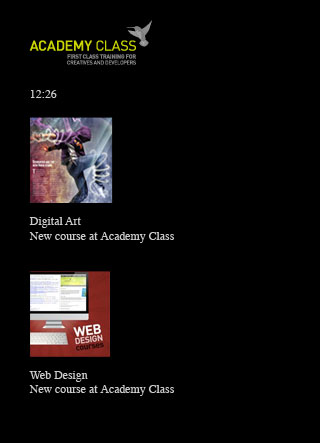 ACADEMY CLASS
FIRST CLASS TRAINING FOR
CREATIVES AND DEVELOPERS
12:26
Digital Art
New course at Academy Class
WEB
DESIGN
courses
Web Design
New course at Academy Class